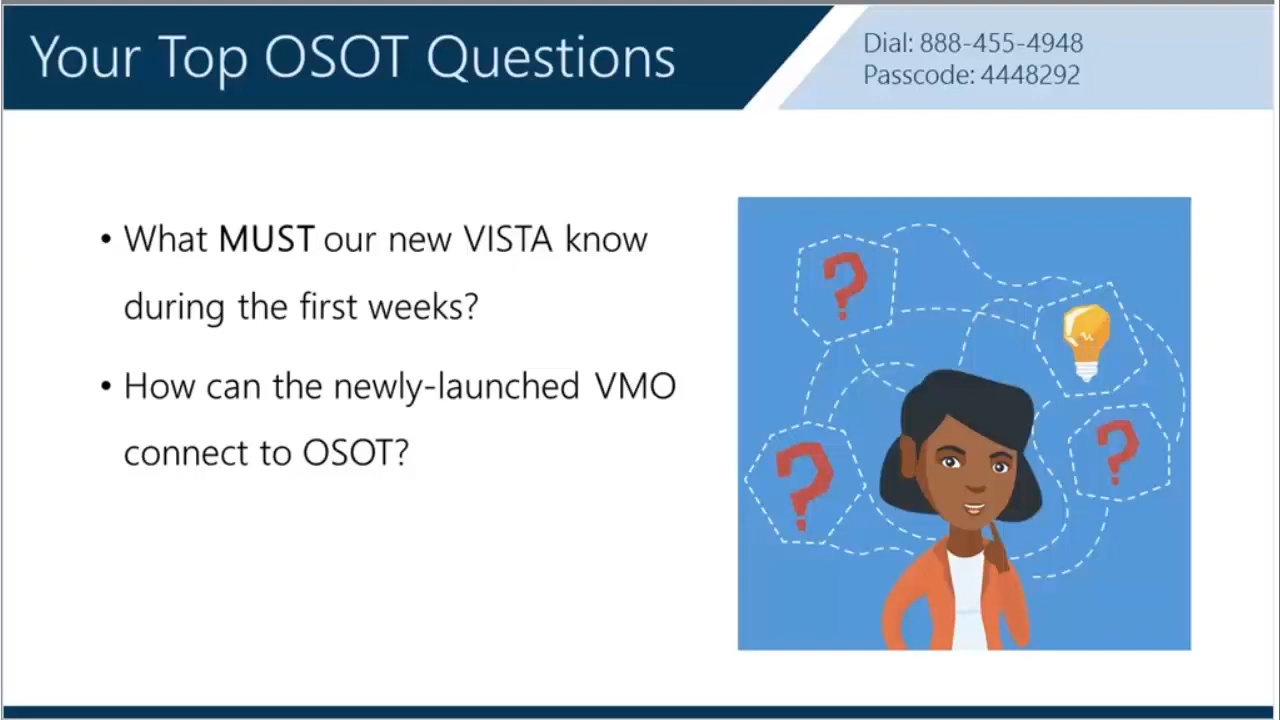 Your Top OSOT Questions
Dial: 888-455-4948
Passcode: 4448292
• What MUST our new VISTA know
during the first weeks?
• How can the newly-launched VMO
connect to OSOT?
? 
?
?